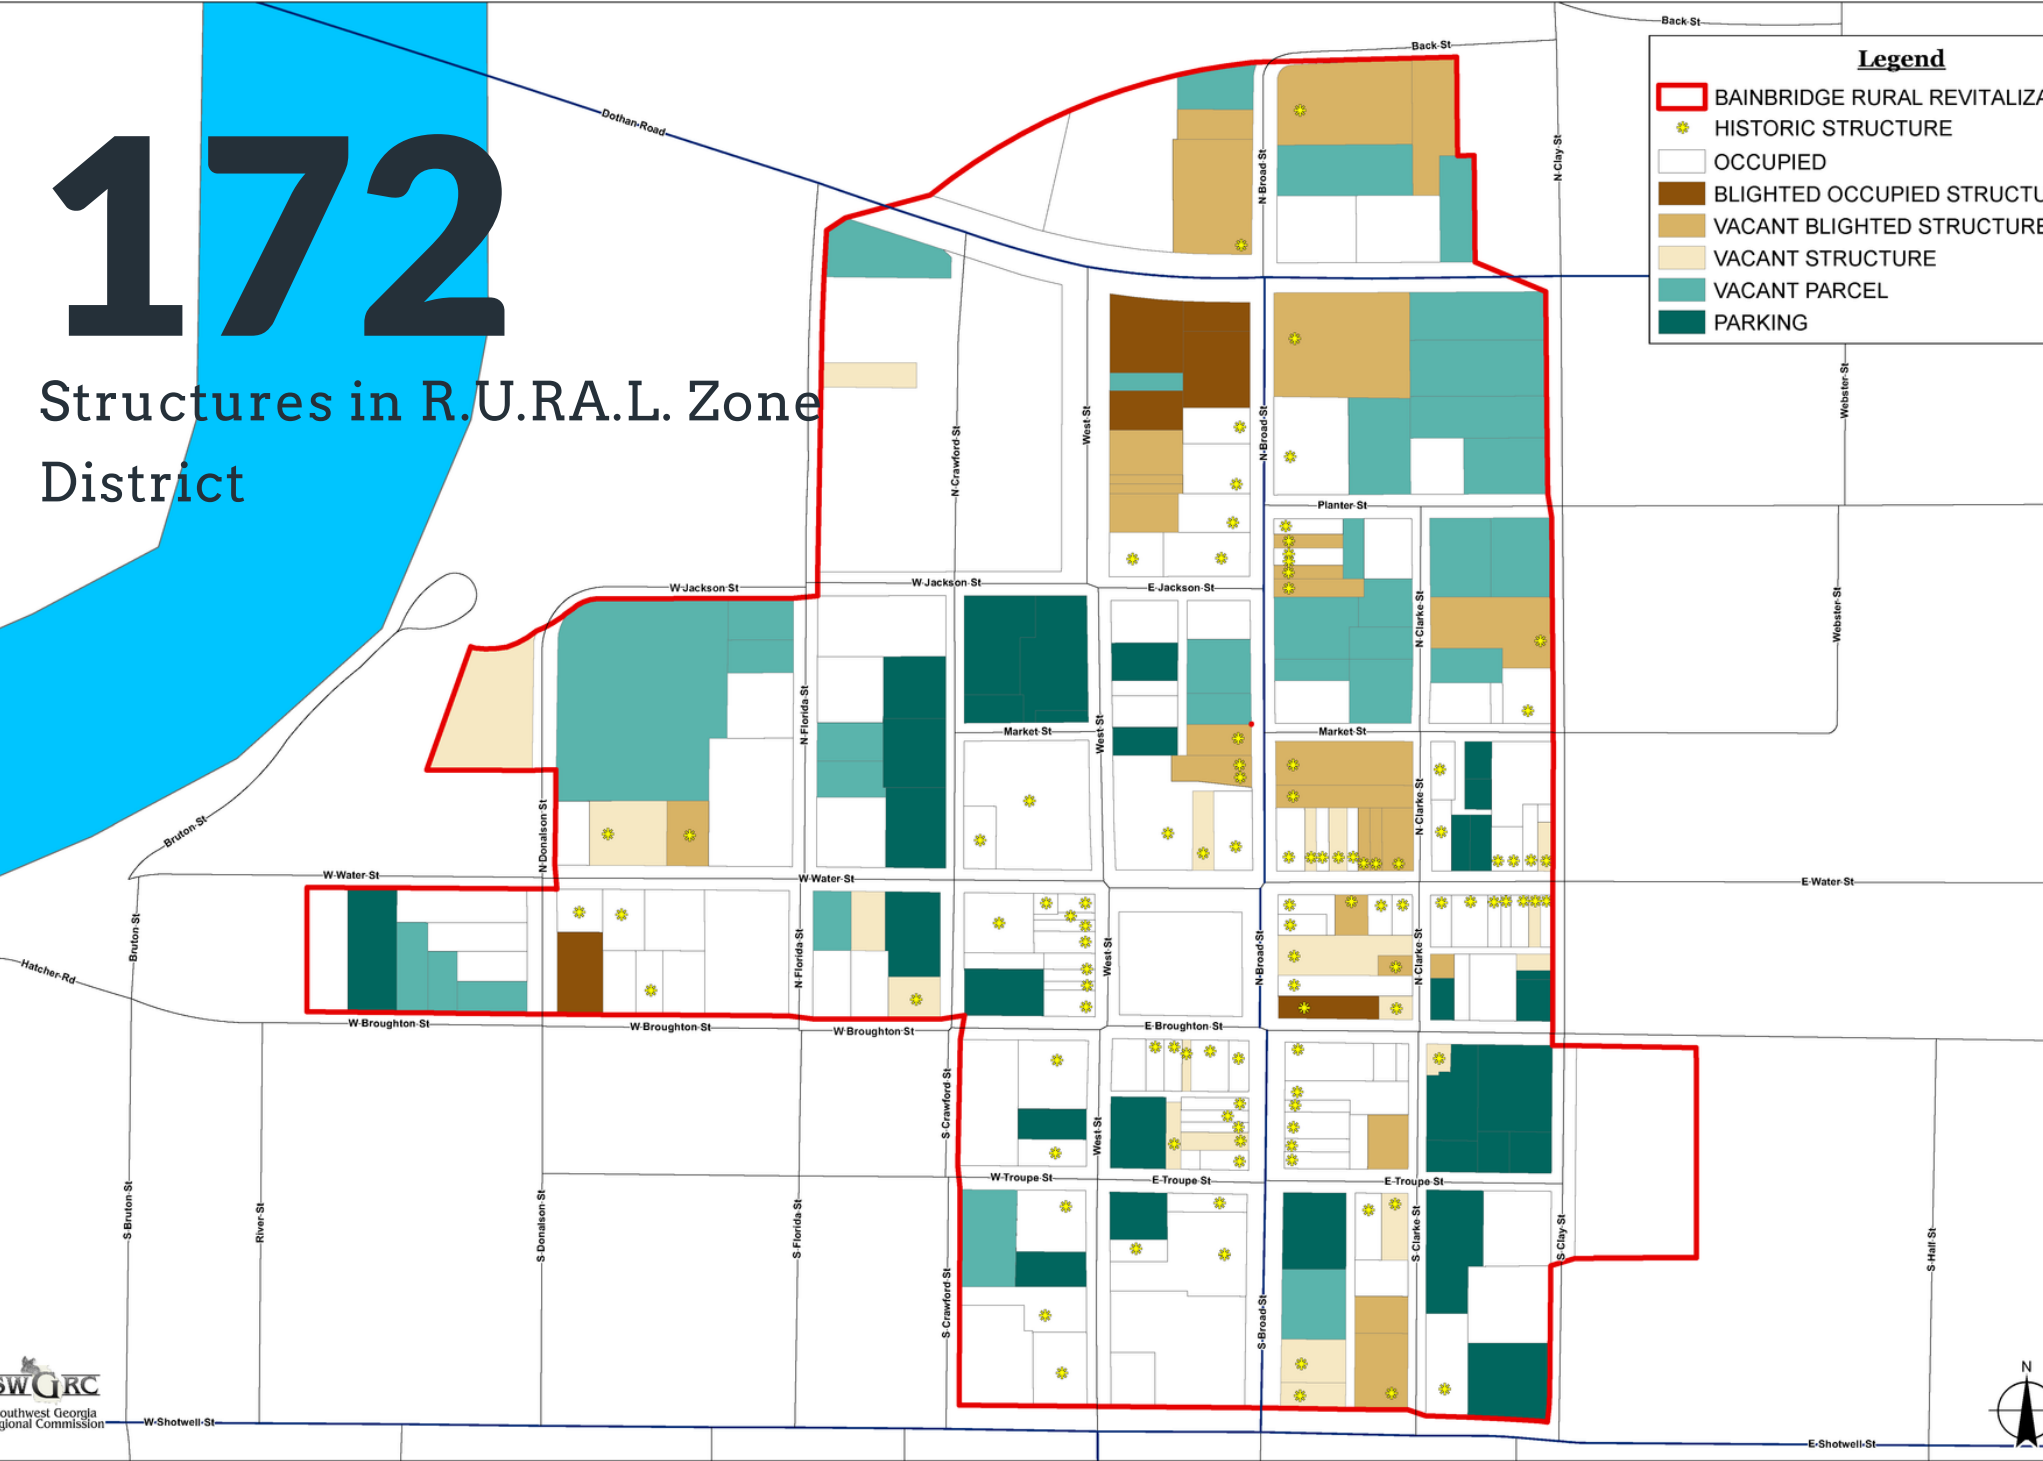 172
Structures in R.U.RA.L. Zone
District
Legend
BAINBRIDGE RURAL REVITALIZA
HISTORIC STRUCTURE
OCCUPIED
BLIGHTED OCCUPIED STRUCTU
VACANT BLIGHTED STRUCTURE
VACANT STRUCTURE
VACANT PARCEL
PARKING
Back St
Back St
Dothan Road
N Broad St
N Clay St
Webster St
N Crawford St
West St
N Broad St
Planter St
W Jackson St
W Jackson St
E Jackson St
N Clarke St
Webster St
N Florida St
West St
Market St
Market St
Bruton St
N Donalson St
N Clarke St
W Water St
W Water St
E Water St
Bruton St
Hatcher Rd
N Florida St
West St
N Broad St
N Clarke St
W Broughton St
W Broughton St
W Broughton St
E Broughton St
S Crawford St
West St
W Troupe St
E Troupe St
E Troupe St
S Bruton St
River St
S Donalson St
S Florida St
S Clarke St
S Clay St
S Half St
S Crawford St
S Broad St
SWGRC
outhwest Georgia
gional Commission
W Shotwell St
E Shotwell St
N